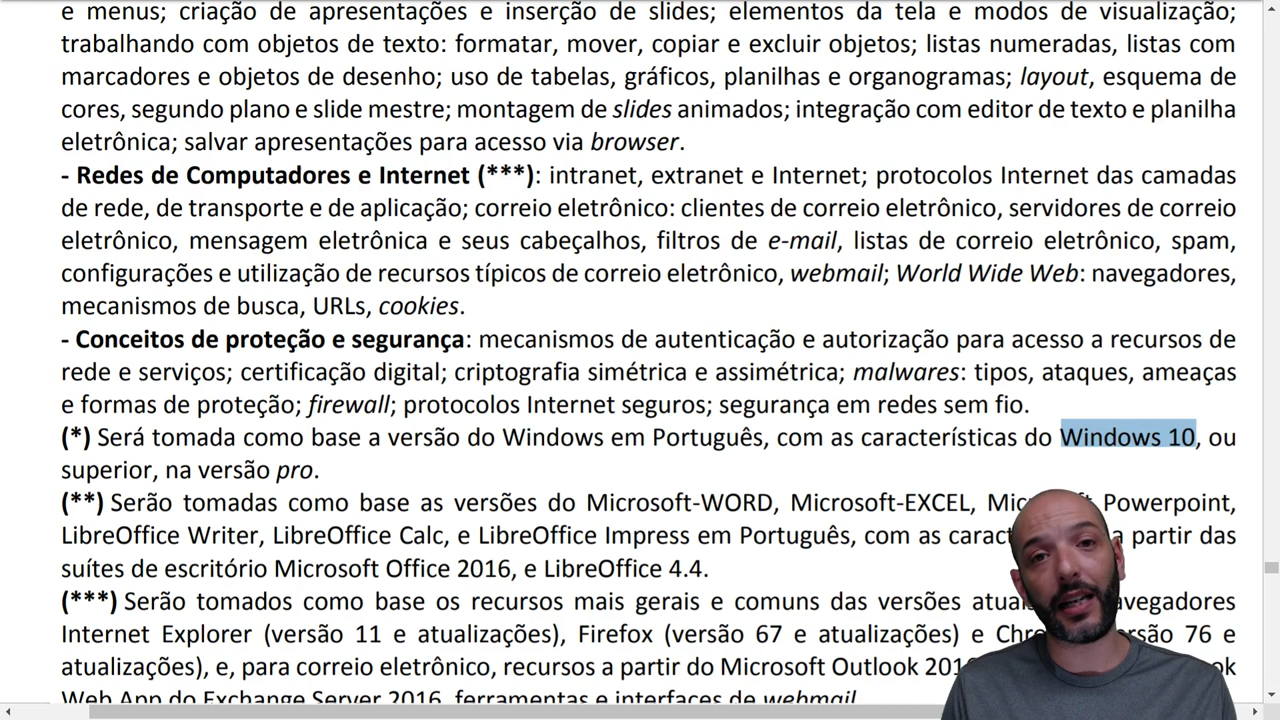 e menus; criação de apresentações e inserção de slides; elementos da tela e modos de visualização;
trabalhando com objetos de texto: formatar, mover, copiar e excluir objetos; listas numeradas, listas com
marcadores e objetos de desenho; uso de tabelas, gráficos, planilhas e organogramas; layout, esquema de
cores, segundo plano e slide mestre; montagem de slides animados; integração com editor de texto e planilha
eletrônica; salvar apresentações para acesso via browser.
- Redes de Computadores e Internet (***): intranet, extranet e Internet; protocolos Internet das camadas
de rede, de transporte e de aplicação; correio eletrônico: clientes de correio eletrônico, servidores de correio
eletrônico, mensagem eletrônica e seus cabeçalhos, filtros de e-mail, listas de correio eletrônico, spam,
configurações e utilização de recursos típicos de correio eletrônico, webmail; World Wide Web: navegadores,
mecanismos de busca, URLs, cookies.
- Conceitos de proteção e segurança: mecanismos de autenticação e autorização para acesso a recursos de
rede e serviços; certificação digital; criptografia simétrica e assimétrica; malwares: tipos, ataques, ameaças
e formas de proteção; firewall; protocolos Internet seguros; segurança em redes sem fio.
(*) Será tomada como base a versão do Windows em Português, com as características do Windows 10, ou
superior, na versão pro.
(**) Serão tomadas como base as versões do Microsoft-WORD, Microsoft-EXCEL, Powerpoint,
LibreOffice Writer, LibreOffice Calc, e LibreOffice Impress em Português, com as a partir das
suítes de escritório Microsoft Office 2016, e LibreOffice 4.4.
(***) Serão tomados como base os recursos mais gerais e comuns das versões
Internet Explorer (versão 11 e atualizações), Firefox (versão 67 e atualizações) e 76 e
atualizações), e, para correio eletrônico, recursos a partir do Microsoft Outlook
Web App do Exchange Server 2016, ferramentas e interfaces de webmail